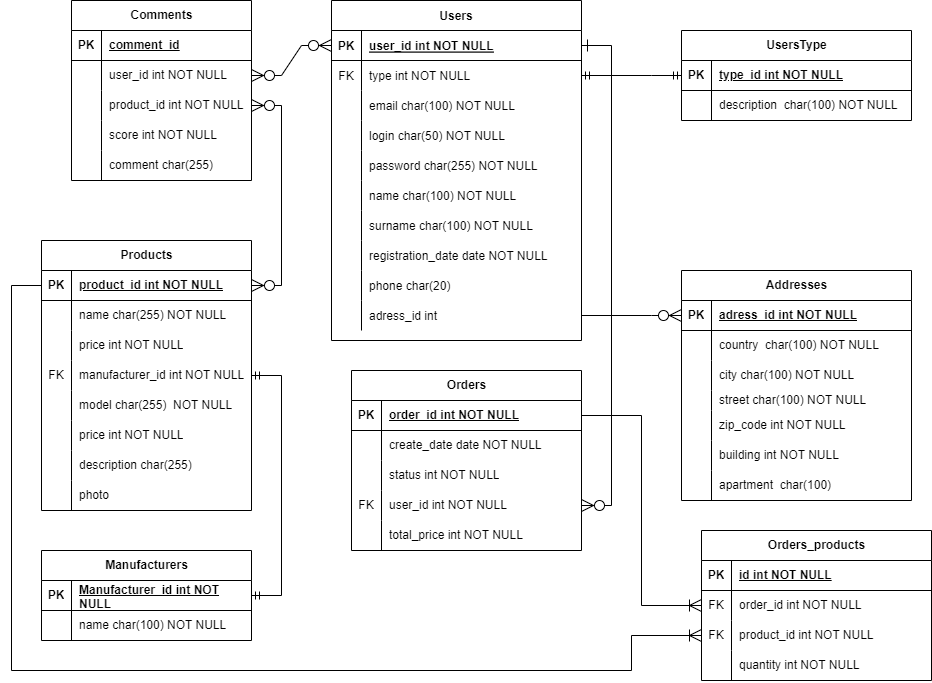 Comments
PK comment_id
user_id int NOT NULL
product_id int NOT NULL
score int NOT NULL
comment char(255)
Users
PK user_id int NOT NULL
FK type int NOT NULL
email char(100) NOT NULL
login char(50) NOT NULL
password char(255) NOT NULL
name char(100) NOT NULL
surname char(100) NOT NULL
registration_date date NOT NULL
phone char(20)
adress_id int
UsersType
PK type_id int NOT NULL
description char(100) NOT NULL
Products
PK product_id int NOT NULL
name char(255) NOT NULL
price int NOT NULL
FK manufacturer_id int NOT NULL
model char(255) NOT NULL
price int NOT NULL
description char(255)
photo
Addresses
PK adress_id int NOT NULL
country char(100) NOT NULL
city char(100) NOT NULL
street char(100) NOT NULL
zip_code int NOT NULL
building int NOT NULL
apartment char(100)
Orders
PK order_id int NOT NULL
create_date date NOT NULL
status int NOT NULL
FK user_id int NOT NULL
total_price int NOT NULL
Manufacturers
PK Manufacturer_id int NOT
NULL
name char(100) NOT NULL
Orders_products
PK id int NOT NULL
FK order_id int NOT NULL
FK product_id int NOT NULL
quantity int NOT NULL